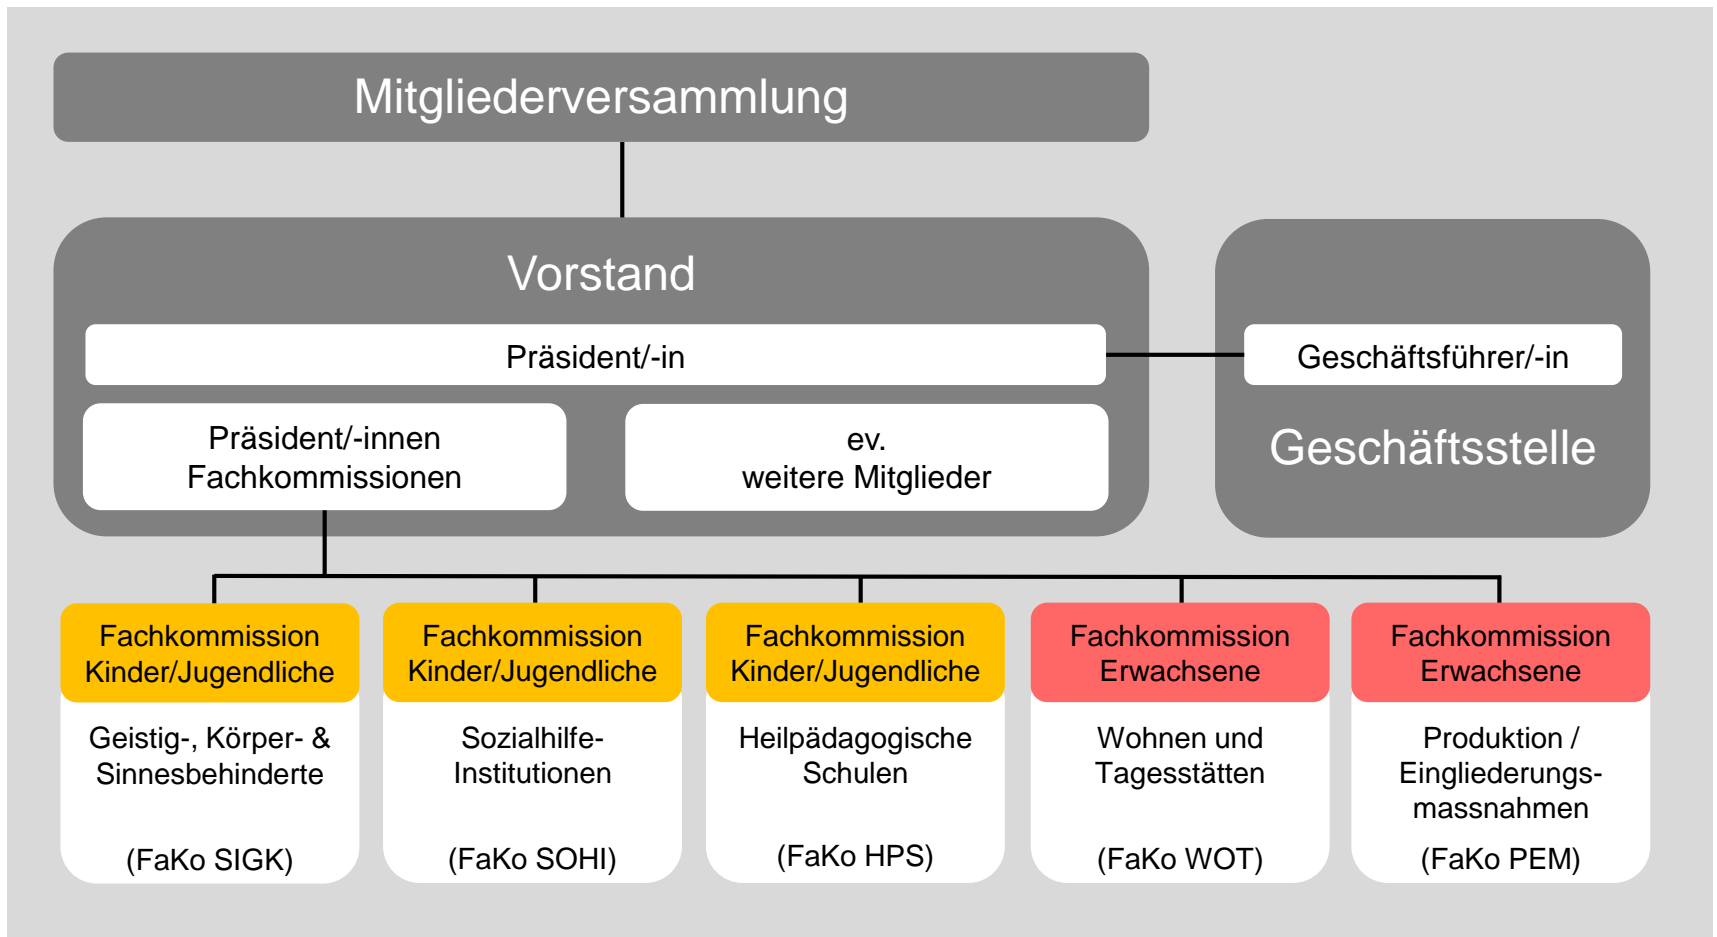 Mitgliederversammlung
Vorstand
Präsident/-in
Geschäftsführer/-in
Präsident/-innen
Fachkommissionen
ev.
weitere Mitglieder
Geschäftsstelle
Fachkommission
Kinder/Jugendliche
Geistig-, Körper- &
Sinnesbehinderte
(FaKo SIGK)
Fachkommission
Kinder/Jugendliche
Sozialhilfe-
Institutionen
(FaKo SOHI)
Fachkommission
Kinder/Jugendliche
Heilpädagogische
Schulen
(FaKo HPS)
Fachkommission
Erwachsene
Wohnen und
Tagesstätten
(FaKo WOT)
Fachkommission
Erwachsene
Produktion /
Eingliederungs-
massnahmen
(FaKo PEM)